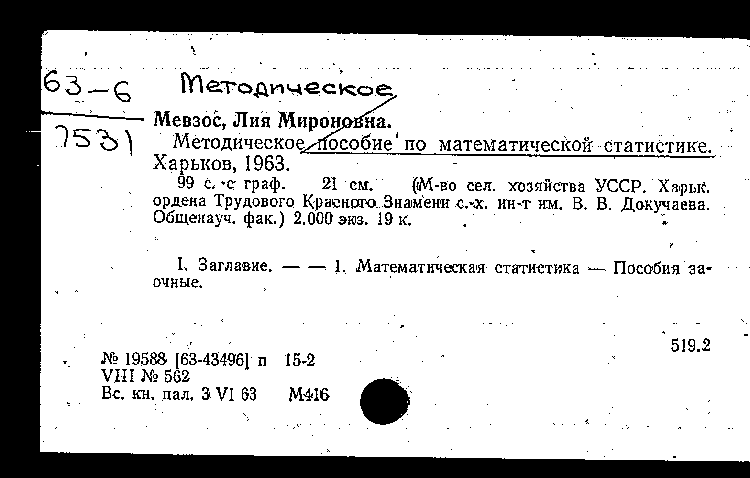 63-6 Методическое
7531
Мевзос, Лия Мироновна.
Методическое пособие по математической статистике.
Харьков, 1963.
99 с. с граф. 21 см. (М-во сел. хозяйства УССР. Харьк.
ордена Трудового Красного Знамени с.-х. ин-т им. В. В. Докучаева.
Общенауч. фак.) 2.000 экз. 19 к.
I. Заглавие. — — 1. Математическая статистика — Пособия за-
очные.
519.2
№ 19588 [63-43496] п 15-2
VIII № 562
Вс. кн. пал. 3 VI 63 М416